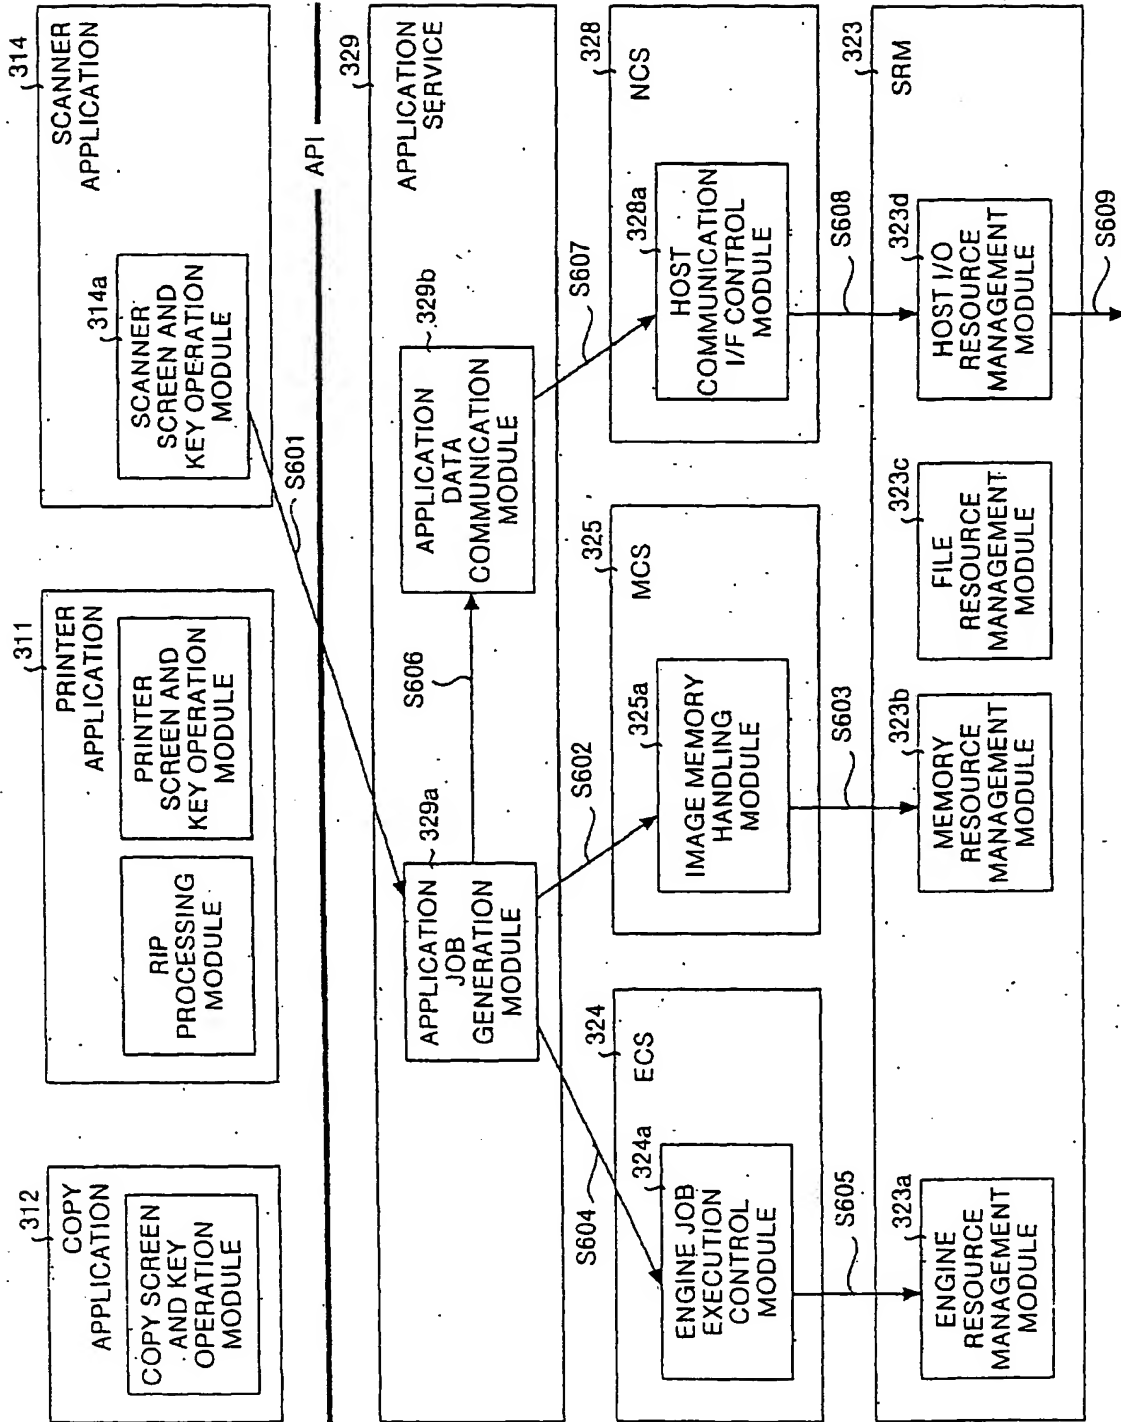 312
COPY
APPLICATION
COPY SCREEN
AND KEY
OPERATION
MODULE
311
PRINTER
APPLICATION
RIP
PROCESSING
MODULE
PRINTER
SCREEN AND
KEY OPERATION
MODULE
314
SCANNER
APPLICATION
314a
SCANNER
SCREEN AND
KEY OPERATION
MODULE
S601
API
329
APPLICATION
SERVICE
329a
APPLICATION
JOB
GENERATION
MODULE
S606
329b
APPLICATION
DATA
COMMUNICATION
MODULE
S604
S602
S607
324
ECS
324a
ENGINE JOB
EXECUTION
CONTROL
MODULE
325
MCS
325a
IMAGE MEMORY
HANDLING
MODULE
328
NCS
328a
HOST
COMMUNICATION
I/F CONTROL
MODULE
S605
S603
S608
323
SRM
323a
ENGINE
RESOURCE
MANAGEMENT
MODULE
323b
MEMORY
RESOURCE
MANAGEMENT
MODULE
323c
FILE
RESOURCE
MANAGEMENT
MODULE
323d
HOST I/O
RESOURCE
MANAGEMENT
MODULE
S609